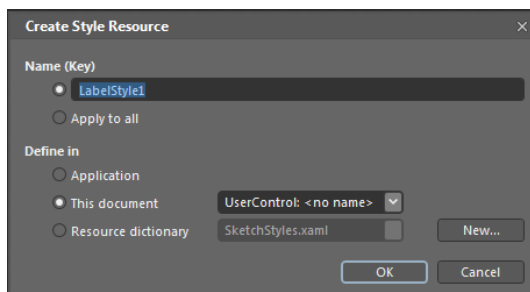 Create Style Resource
Name (Key)
LabelStyle1
Apply to all
Define in
Application
This document UserControl: <no name>
Resource dictionary SketchStyles.xaml New...
OK Cancel